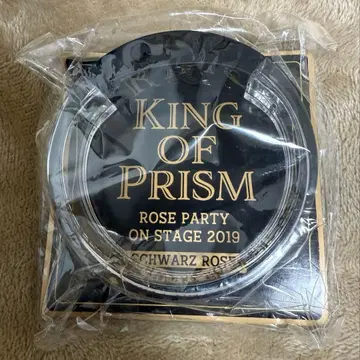 KING
OF
PRISM
ROSE PARTY
ON STAGE 2019
SCHWARZ ROSE